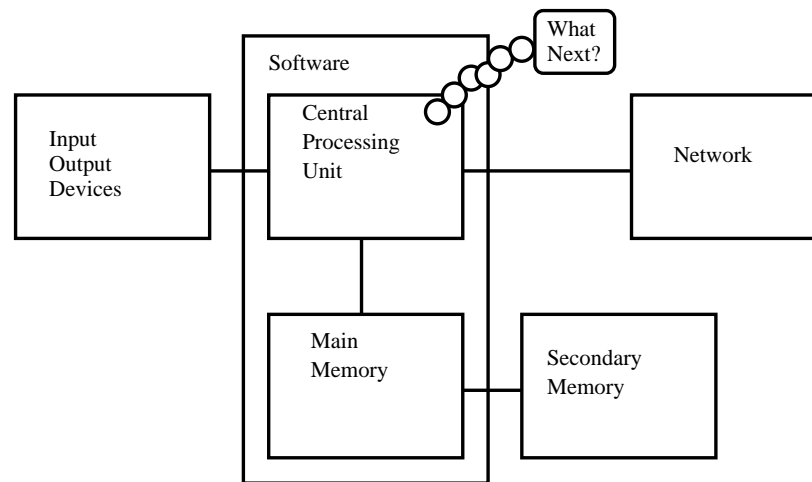 What
Next?
Software
Input
Output
Devices
Central
Processing
Unit
Network
Main
Memory
Secondary
Memory